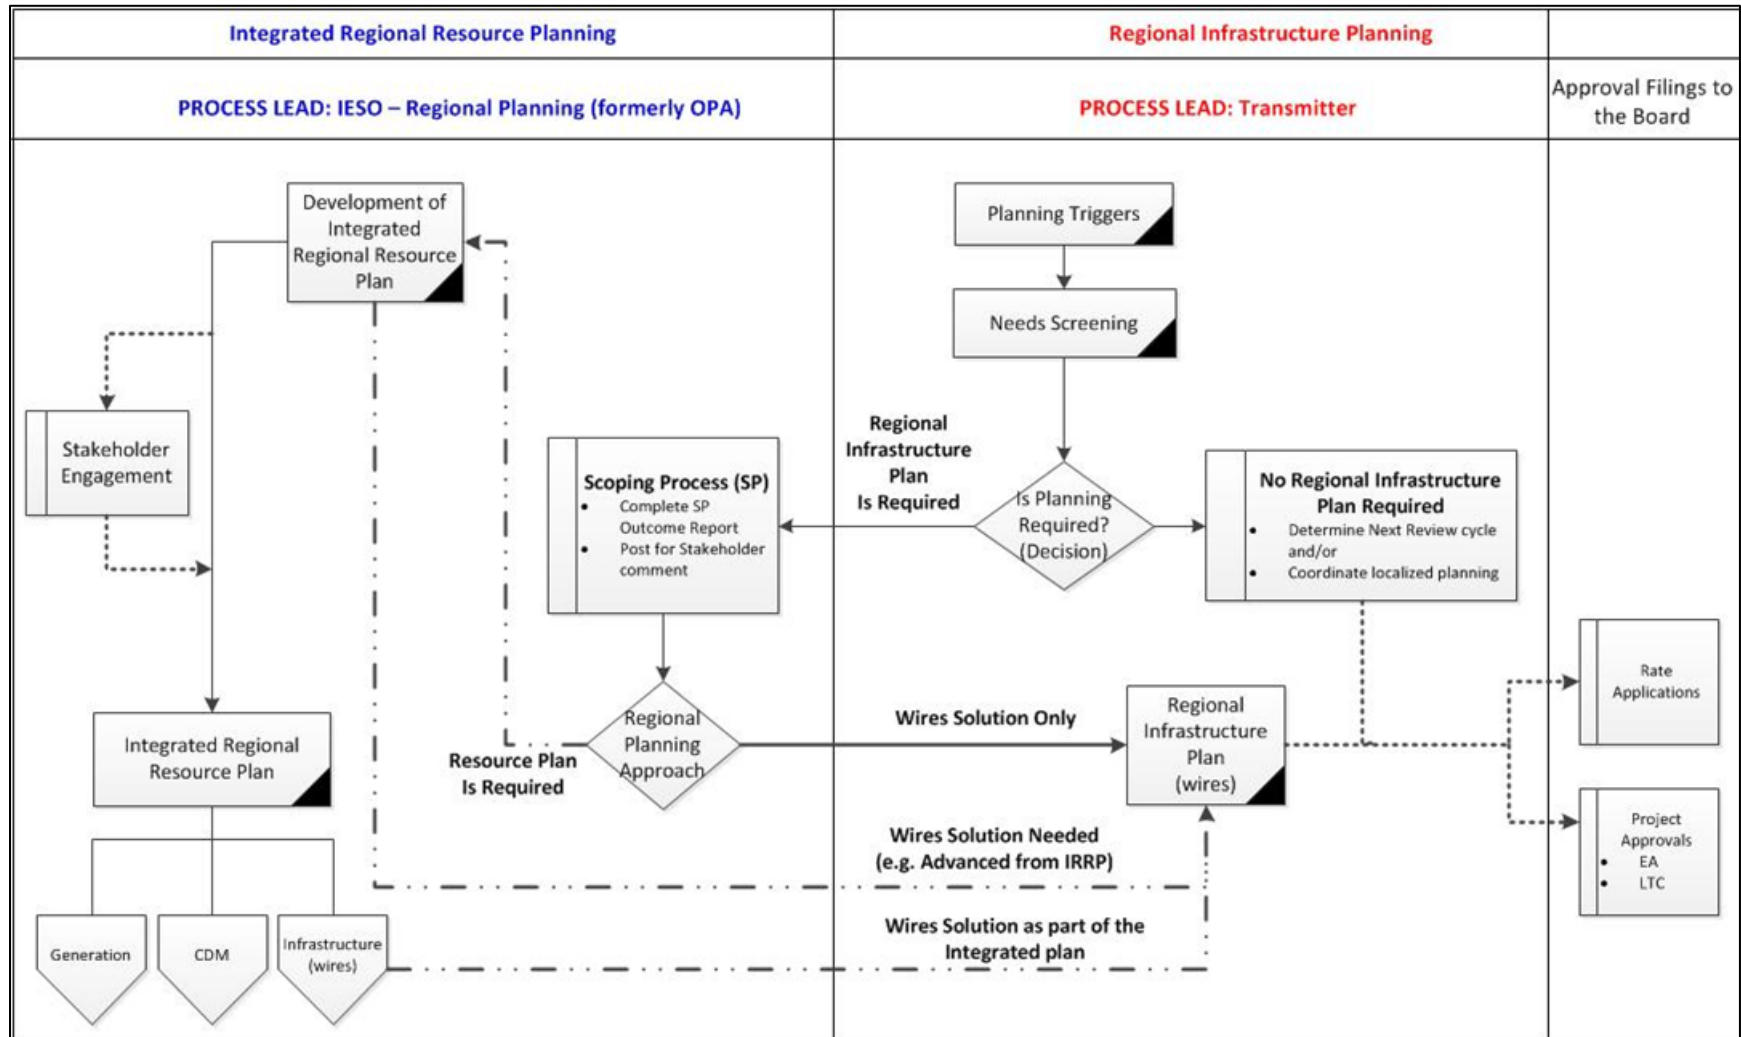 Integrated Regional Resource Planning
Regional Infrastructure Planning
PROCESS LEAD: IESO – Regional Planning (formerly OPA)
PROCESS LEAD: Transmitter
Approval Filings to
the Board
Development of
Integrated
Regional Resource
Plan
Planning Triggers
Needs Screening
Stakeholder
Engagement
Scoping Process (SP)
• Complete SP
Outcome Report
• Post for Stakeholder
comment
Regional
Infrastructure
Plan
Is Required
Is Planning
Required?
(Decision)
No Regional Infrastructure
Plan Required
• Determine Next Review cycle
and/or
• Coordinate localized planning
Rate
Applications
Integrated Regional
Resource Plan
Resource Plan
Is Required
Regional
Planning
Approach
Wires Solution Only
Regional
Infrastructure
Plan
(wires)
Wires Solution Needed
(e.g. Advanced from IRRP)
Project
Approvals
• EA
• LTC
Generation
CDM
Infrastructure
(wires)
Wires Solution as part of the
Integrated plan